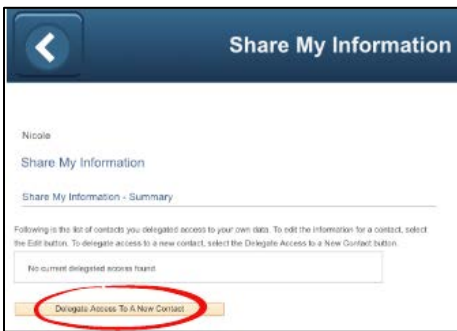 Share My Information
Nicole
Share My Information
Share My Information - Summary
Following is the list of contacts you delegated access to your own data. To edit the information for a contact, select
the Edit button. To delegate access to a new contact, select the Delegate Access to a New Contact button.
No current delegated access found.
Delegate Access To A New Contact